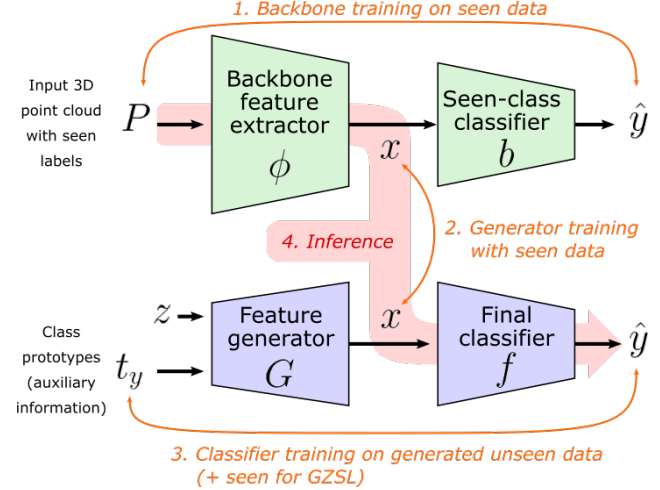 1. Backbone training on seen data
Input 3D
point cloud
with seen
labels
P
Backbone
feature
extractor
ϕ
x
Seen-class
classifier
b
ŷ
4. Inference
2. Generator training
with seen data
Class
prototypes
(auxiliary
information)
z
t_y
Feature
generator
G
x
Final
classifier
f
ŷ
3. Classifier training on generated unseen data
(+ seen for GZSL)